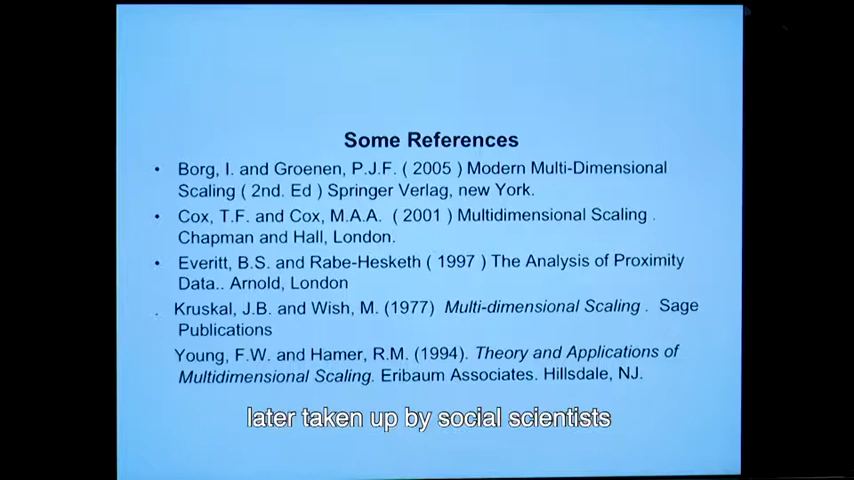 Some References
• Borg, I. and Groenen, P.J.F. ( 2005 ) Modern Multi-Dimensional
Scaling ( 2nd. Ed ) Springer Verlag, new York.
• Cox, T.F. and Cox, M.A.A. ( 2001 ) Multidimensional Scaling .
Chapman and Hall, London.
• Everitt, B.S. and Rabe-Hesketh ( 1997 ) The Analysis of Proximity
Data.. Arnold, London
. Kruskal, J.B. and Wish, M. (1977) Multi-dimensional Scaling . Sage
Publications
Young, F.W. and Hamer, R.M. (1994). Theory and Applications of
Multidimensional Scaling. Eribaum Associates. Hillsdale, NJ.
later taken up by social scientists